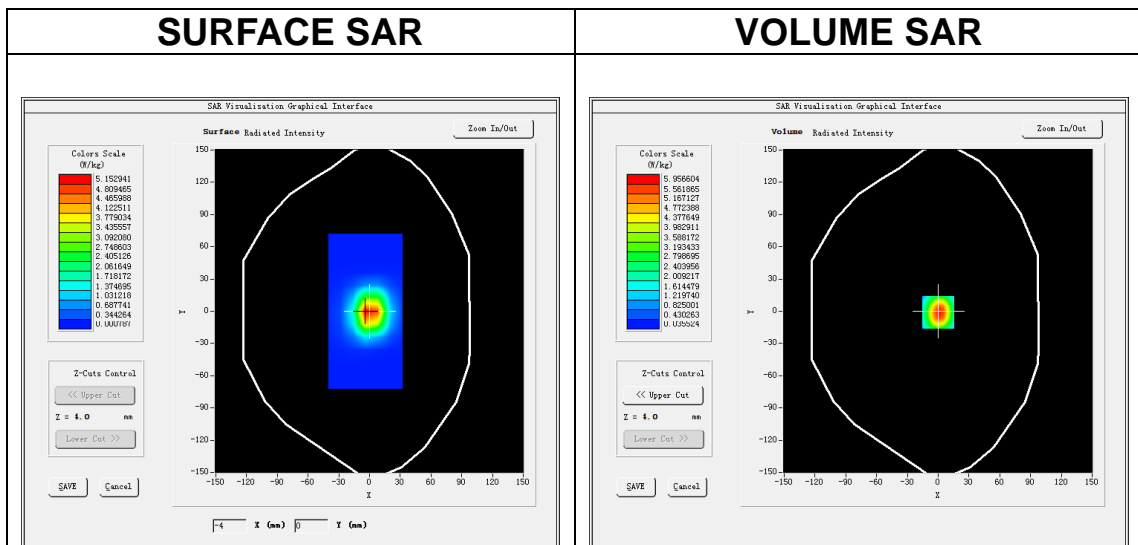 SURFACE SAR
VOLUME SAR
SAR Visualisation Graphical Interface
Surface Radiated Intensity
Zoom In/Out
Colors Scale
(W/kg)
5.152941
4.809465
4.465988
4.122511
3.779034
3.435557
3.092080
2.748603
2.405126
2.061649
1.718172
1.374695
1.031218
0.687741
0.344264
0.000787
150
120
90
60
30
0
-30
-60
-90
-120
-150
Y
-150 -120 -90 -60 -30 0 30 60 90 120 150
X
Z-Cuts Control
<< Upper Cut
Z = 4.0 mm
Lower Cut >>
SAVE
Cancel
-4 X (mm) 0 Y (mm)
SAR Visualisation Graphical Interface
Volume Radiated Intensity
Zoom In/Out
Colors Scale
(W/kg)
5.956604
5.561865
5.167127
4.772388
4.377649
3.982911
3.588172
3.193433
2.798695
2.403956
2.009217
1.614479
1.219740
0.825001
0.430263
0.035524
150
120
90
60
30
0
-30
-60
-90
-120
-150
Y
-150 -120 -90 -60 -30 0 30 60 90 120 150
X
Z-Cuts Control
<< Upper Cut
Z = 4.0 mm
Lower Cut >>
SAVE
Cancel